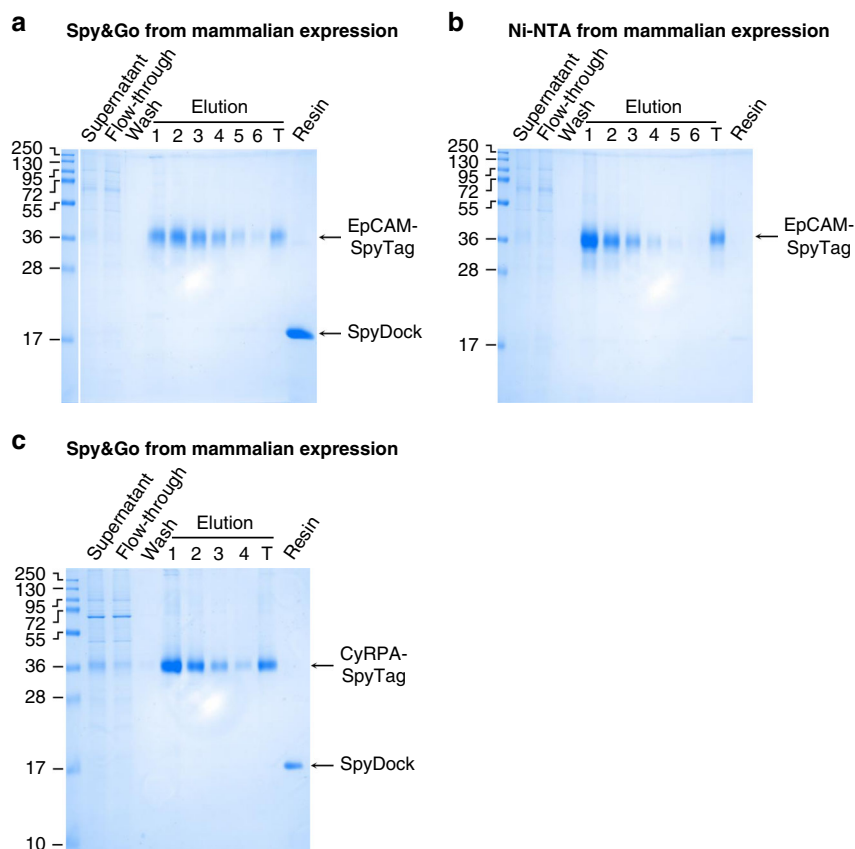 a
Spy&Go from mammalian expression
Supernatant
Flow-through
Wash
Elution
1 2 3 4 5 6 T
Resin
250
130
95
72
55
36
28
17
EpCAM-
SpyTag
SpyDock
b
Ni-NTA from mammalian expression
Supernatant
Flow-through
Wash
Elution
1 2 3 4 5 6 T
Resin
250
130
95
72
55
36
28
17
EpCAM-
SpyTag
c
Spy&Go from mammalian expression
Supernatant
Flow-through
Wash
Elution
1 2 3 4 T
Resin
250
130
95
72
55
36
28
17
10
CyRPA-
SpyTag
SpyDock